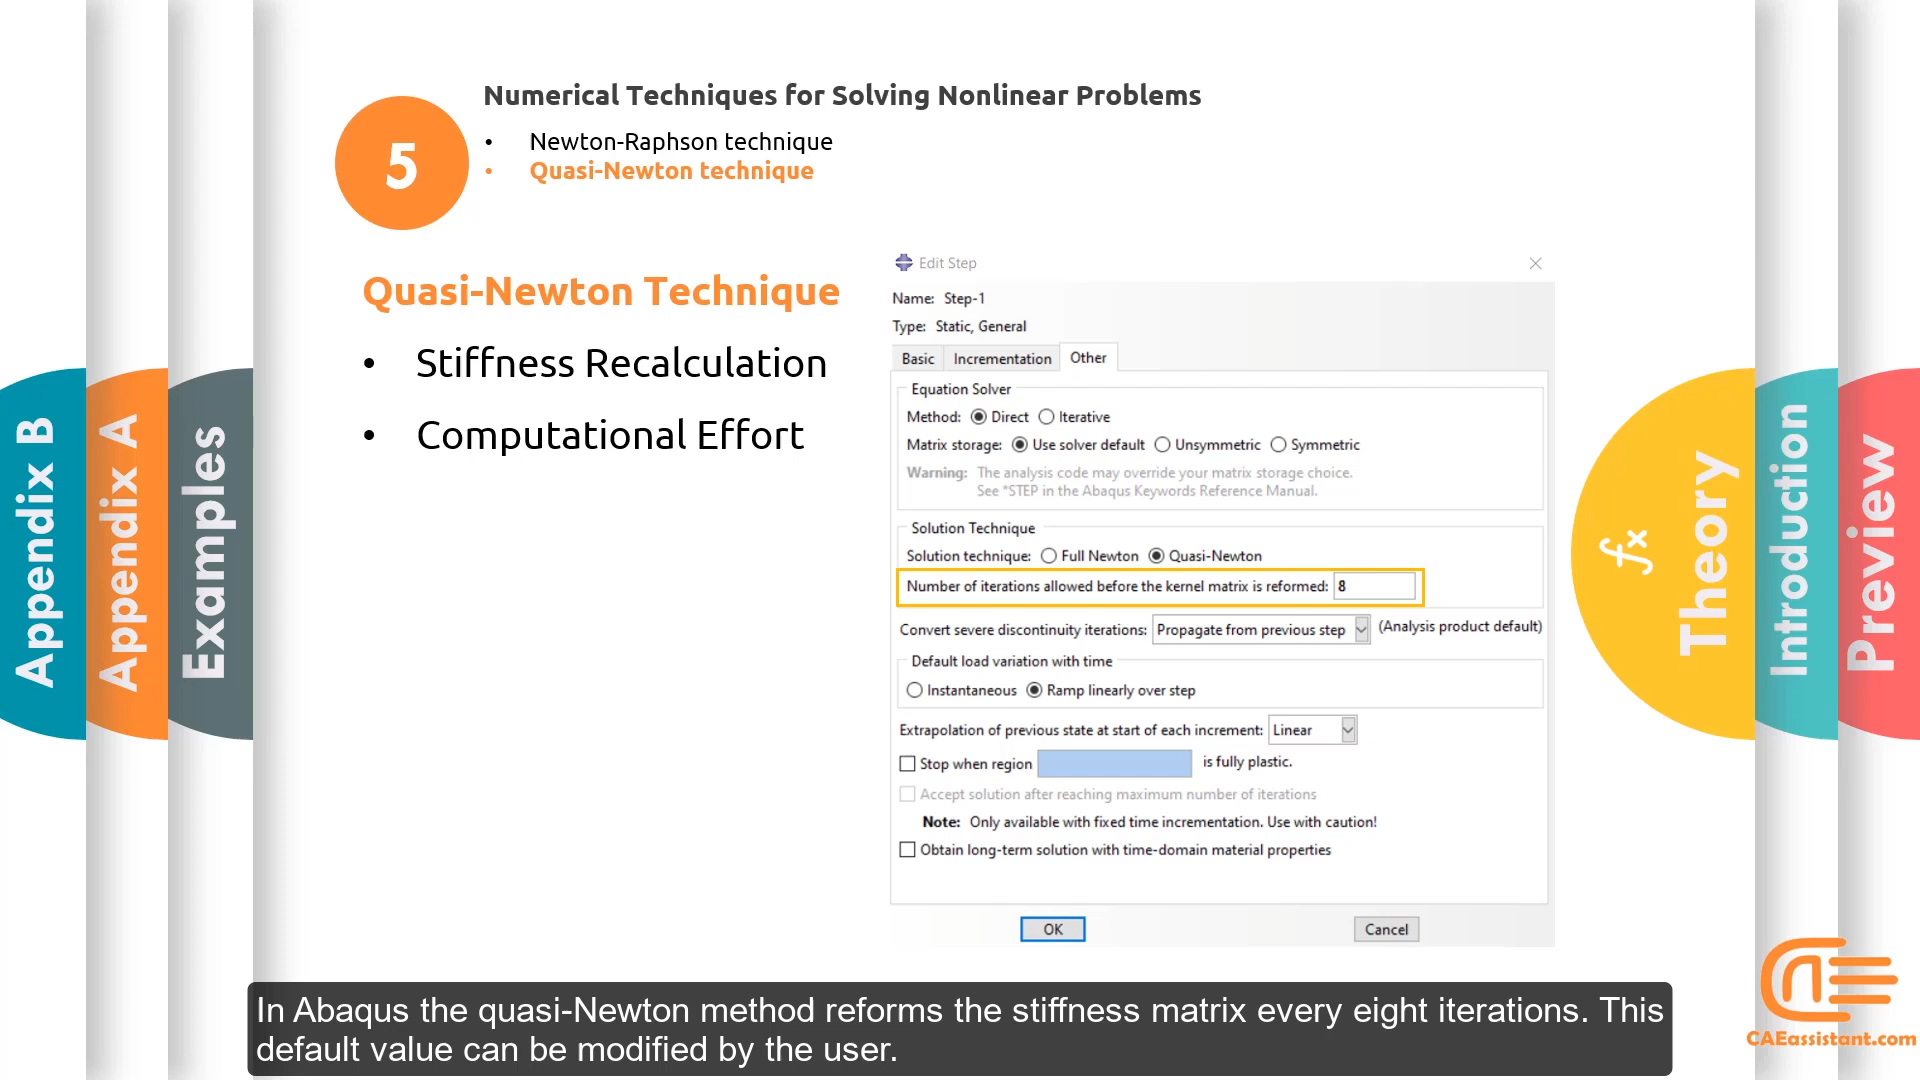 Numerical Techniques for Solving Nonlinear Problems
5
• Newton-Raphson technique
• Quasi-Newton technique
Quasi-Newton Technique
• Stiffness Recalculation
• Computational Effort
Edit Step
Name: Step-1
Type: Static, General
Basic Incrementation Other
Equation Solver
Method: Direct Iterative
Matrix storage: Use solver default Unsymmetric Symmetric
Warning: The analysis code may override your matrix storage choice.
See *STEP in the Abaqus Keywords Reference Manual.
Solution Technique
Solution technique: Full Newton Quasi-Newton
Number of iterations allowed before the kernel matrix is reformed: 8
Convert severe discontinuity iterations: Propagate from previous step (Analysis product default)
Default load variation with time
Instantaneous Ramp linearly over step
Extrapolation of previous state at start of each increment: Linear
Stop when region is fully plastic.
Accept solution after reaching maximum number of iterations
Note: Only available with fixed time incrementation. Use with caution!
Obtain long-term solution with time-domain material properties
OK Cancel
Appendix B
Appendix A
Examples
fx
Theory
Introduction
Preview
CAEassistant.com
In Abaqus the quasi-Newton method reforms the stiffness matrix every eight iterations. This
default value can be modified by the user.